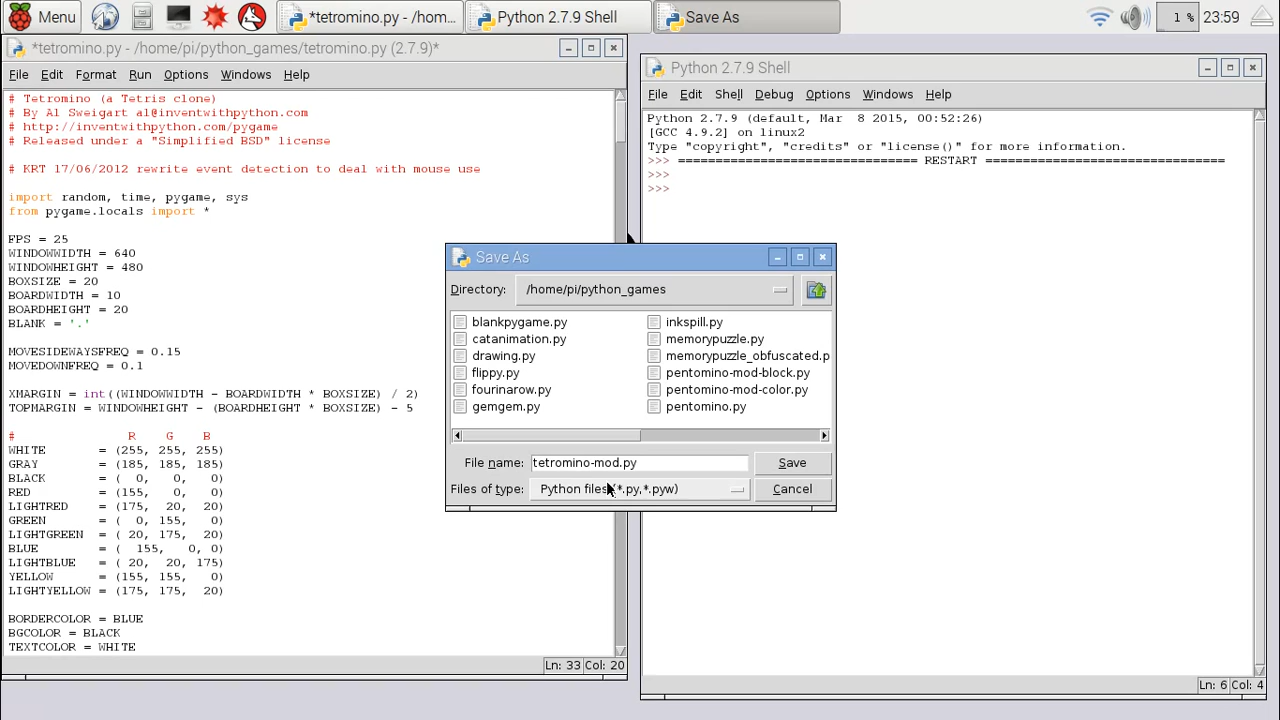 Menu
*tetromino.py - /hom...
Python 2.7.9 Shell
Save As
1 %
23:59
*tetromino.py - /home/pi/python_games/tetromino.py (2.7.9)*
File Edit Format Run Options Windows Help
# Tetromino (a Tetris clone)
# By Al Sweigart al@inventwithpython.com
# http://inventwithpython.com/pygame
# Released under a "Simplified BSD" license
# KRT 17/06/2012 rewrite event detection to deal with mouse use
import random, time, pygame, sys
from pygame.locals import *
FPS = 25
WINDOWWIDTH = 640
WINDOWHEIGHT = 480
BOXSIZE = 20
BOARDWIDTH = 10
BOARDHEIGHT = 20
BLANK = '.'
MOVESIDEWAYSFREQ = 0.15
MOVEDOWNFREQ = 0.1
XMARGIN = int((WINDOWWIDTH - BOARDWIDTH * BOXSIZE) / 2)
TOPMARGIN = WINDOWHEIGHT - (BOARDHEIGHT * BOXSIZE) - 5
#               R    G    B
WHITE       = (255, 255, 255)
GRAY        = (185, 185, 185)
BLACK       = (  0,   0,   0)
RED         = (155,   0,   0)
LIGHTRED    = (175,  20,  20)
GREEN       = (  0, 155,   0)
LIGHTGREEN  = ( 20, 175,  20)
BLUE        = (  155,   0, 0)
LIGHTBLUE   = ( 20,  20, 175)
YELLOW      = (155, 155,   0)
LIGHTYELLOW = (175, 175,  20)
BORDERCOLOR = BLUE
BGCOLOR = BLACK
TEXTCOLOR = WHITE
Ln: 33 Col: 20
Python 2.7.9 Shell
File Edit Shell Debug Options Windows Help
Python 2.7.9 (default, Mar  8 2015, 00:52:26)
[GCC 4.9.2] on linux2
Type "copyright", "credits" or "license()" for more information.
>>> ================================ RESTART ================================
>>>
>>>
Ln: 6 Col: 4
Save As
Directory: /home/pi/python_games
blankpygame.py
catanimation.py
drawing.py
flippy.py
fourinarow.py
gemgem.py
inkspill.py
memorypuzzle.py
memorypuzzle_obfuscated.p
pentomino-mod-block.py
pentomino-mod-color.py
pentomino.py
File name: tetromino-mod.py Save
Files of type: Python files (*.py,*.pyw) Cancel